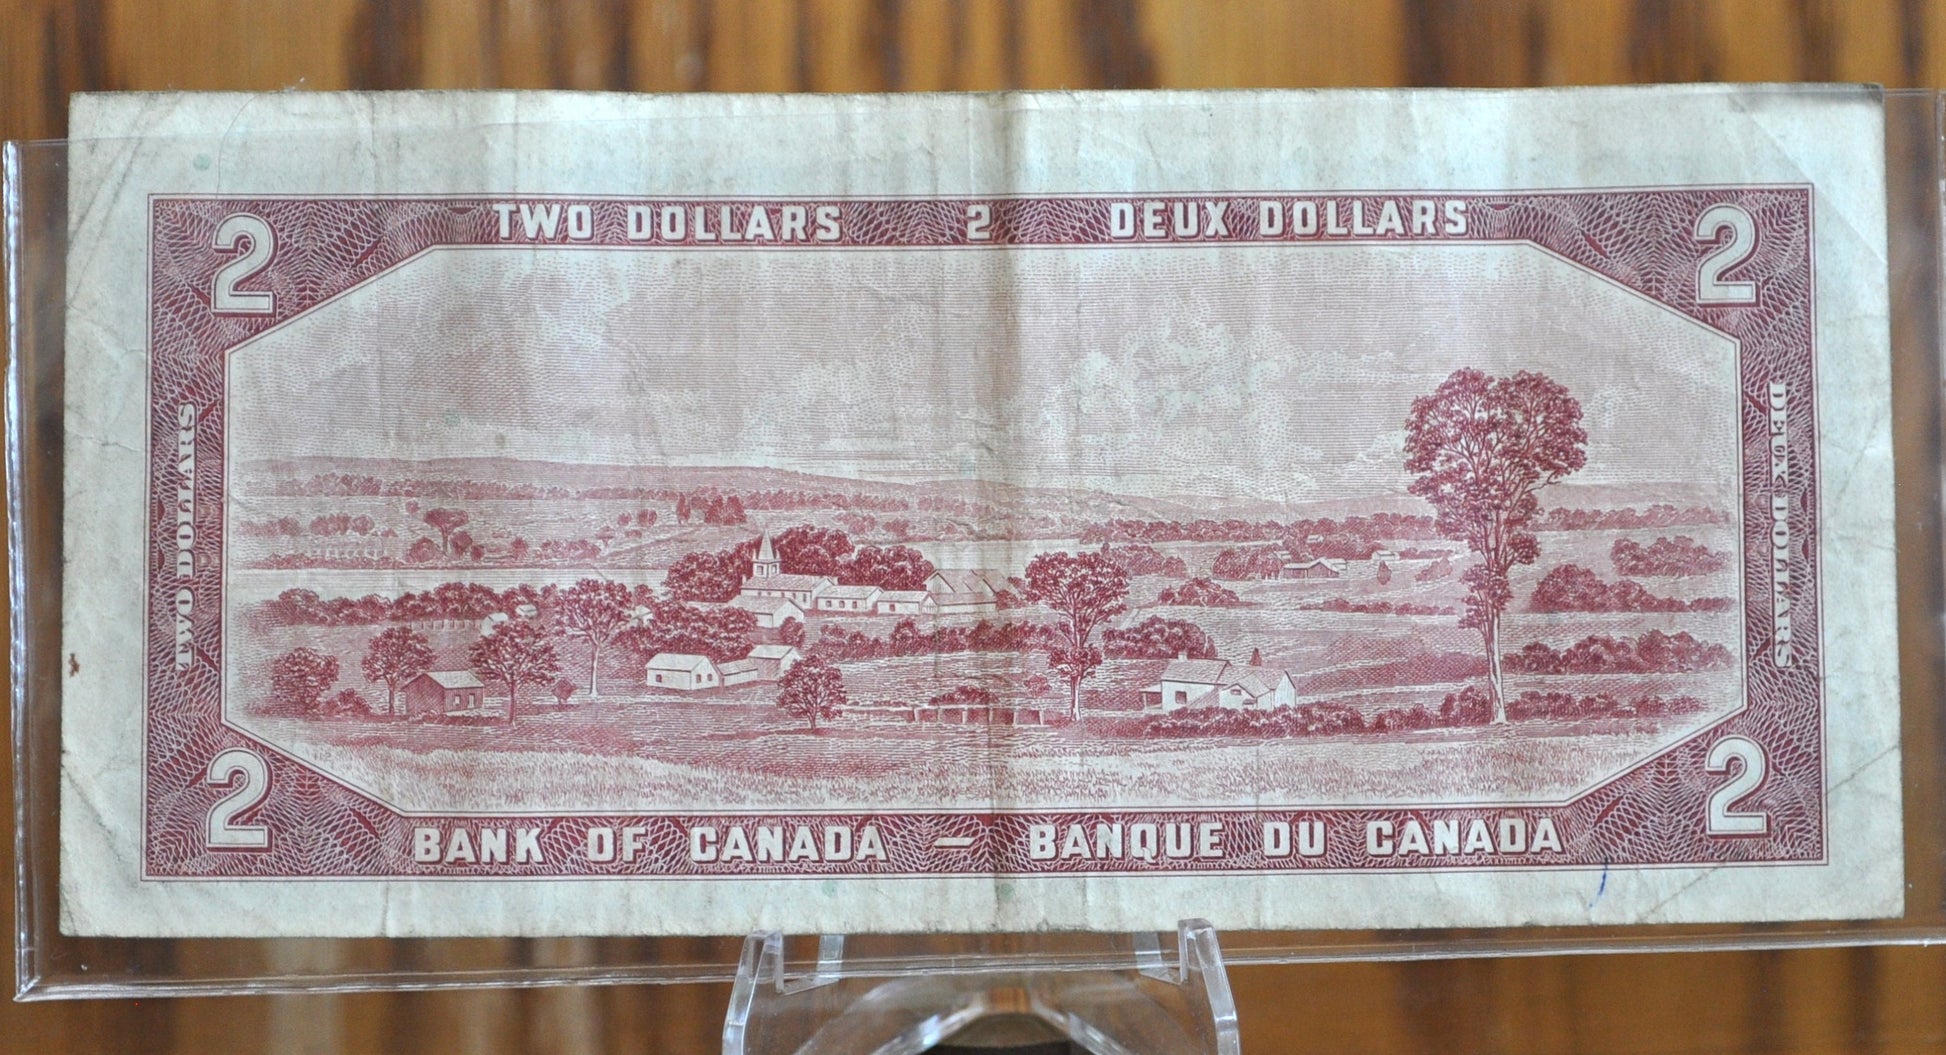 TWO DOLLARS 2 DEUX DOLLARS
2 2
TWO DOLLARS
DEUX DOLLARS
2 2
BANK OF CANADA — BANQUE DU CANADA